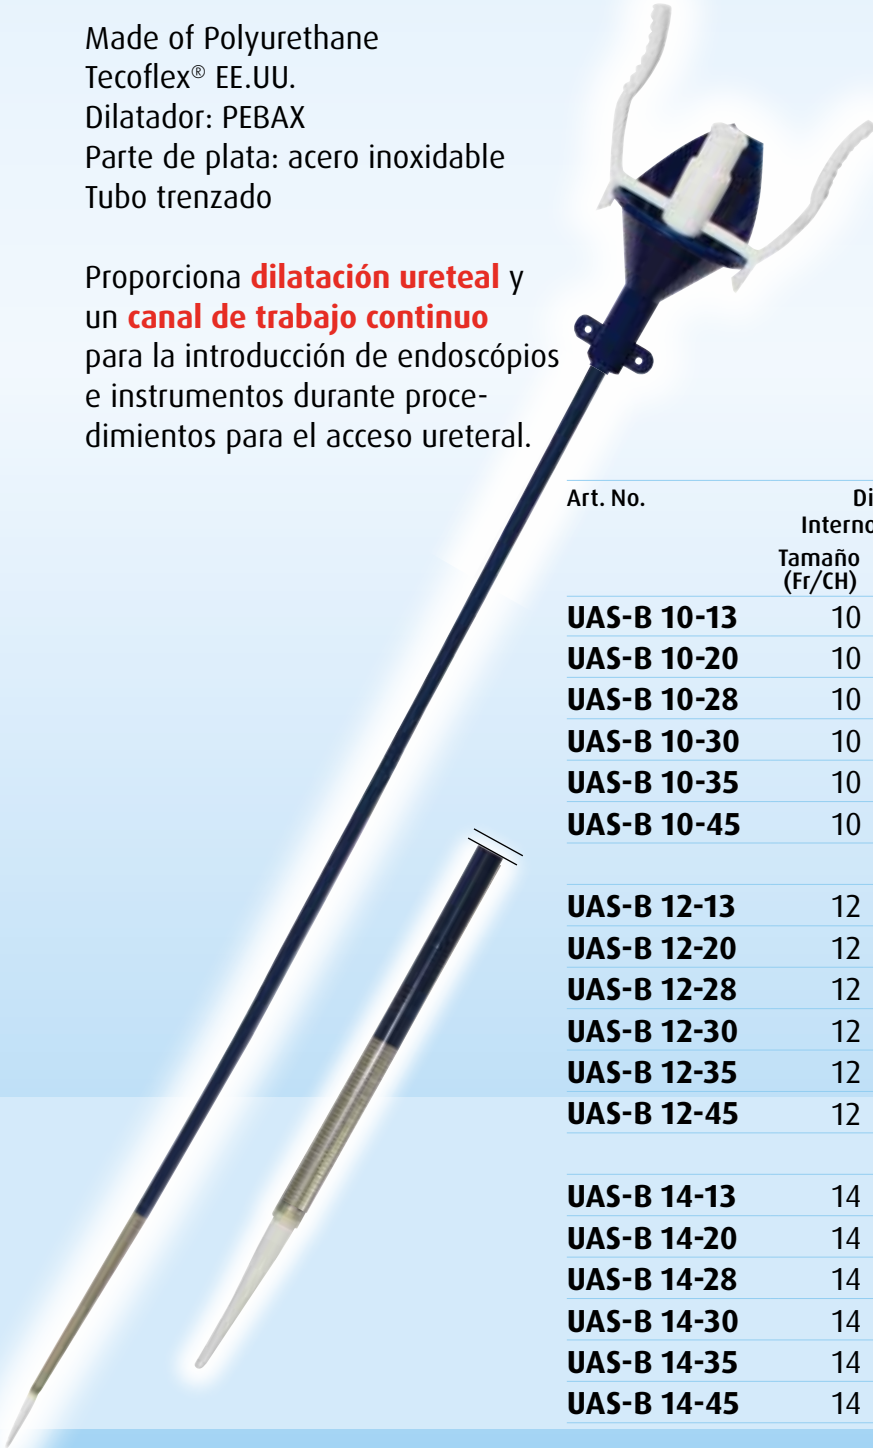 Made of Polyurethane
Tecoflex® EE.UU.
Dilatador: PEBAX
Parte de plata: acero inoxidable
Tubo trenzado
Proporciona dilatación ureteal y
un canal de trabajo continuo
para la introducción de endoscópios
e instrumentos durante proce-
dimientos para el acceso ureteral.
Art. No. Di
Interno
Tamaño
(Fr/CH)
UAS-B 10-13 10
UAS-B 10-20 10
UAS-B 10-28 10
UAS-B 10-30 10
UAS-B 10-35 10
UAS-B 10-45 10
UAS-B 12-13 12
UAS-B 12-20 12
UAS-B 12-28 12
UAS-B 12-30 12
UAS-B 12-35 12
UAS-B 12-45 12
UAS-B 14-13 14
UAS-B 14-20 14
UAS-B 14-28 14
UAS-B 14-30 14
UAS-B 14-35 14
UAS-B 14-45 14